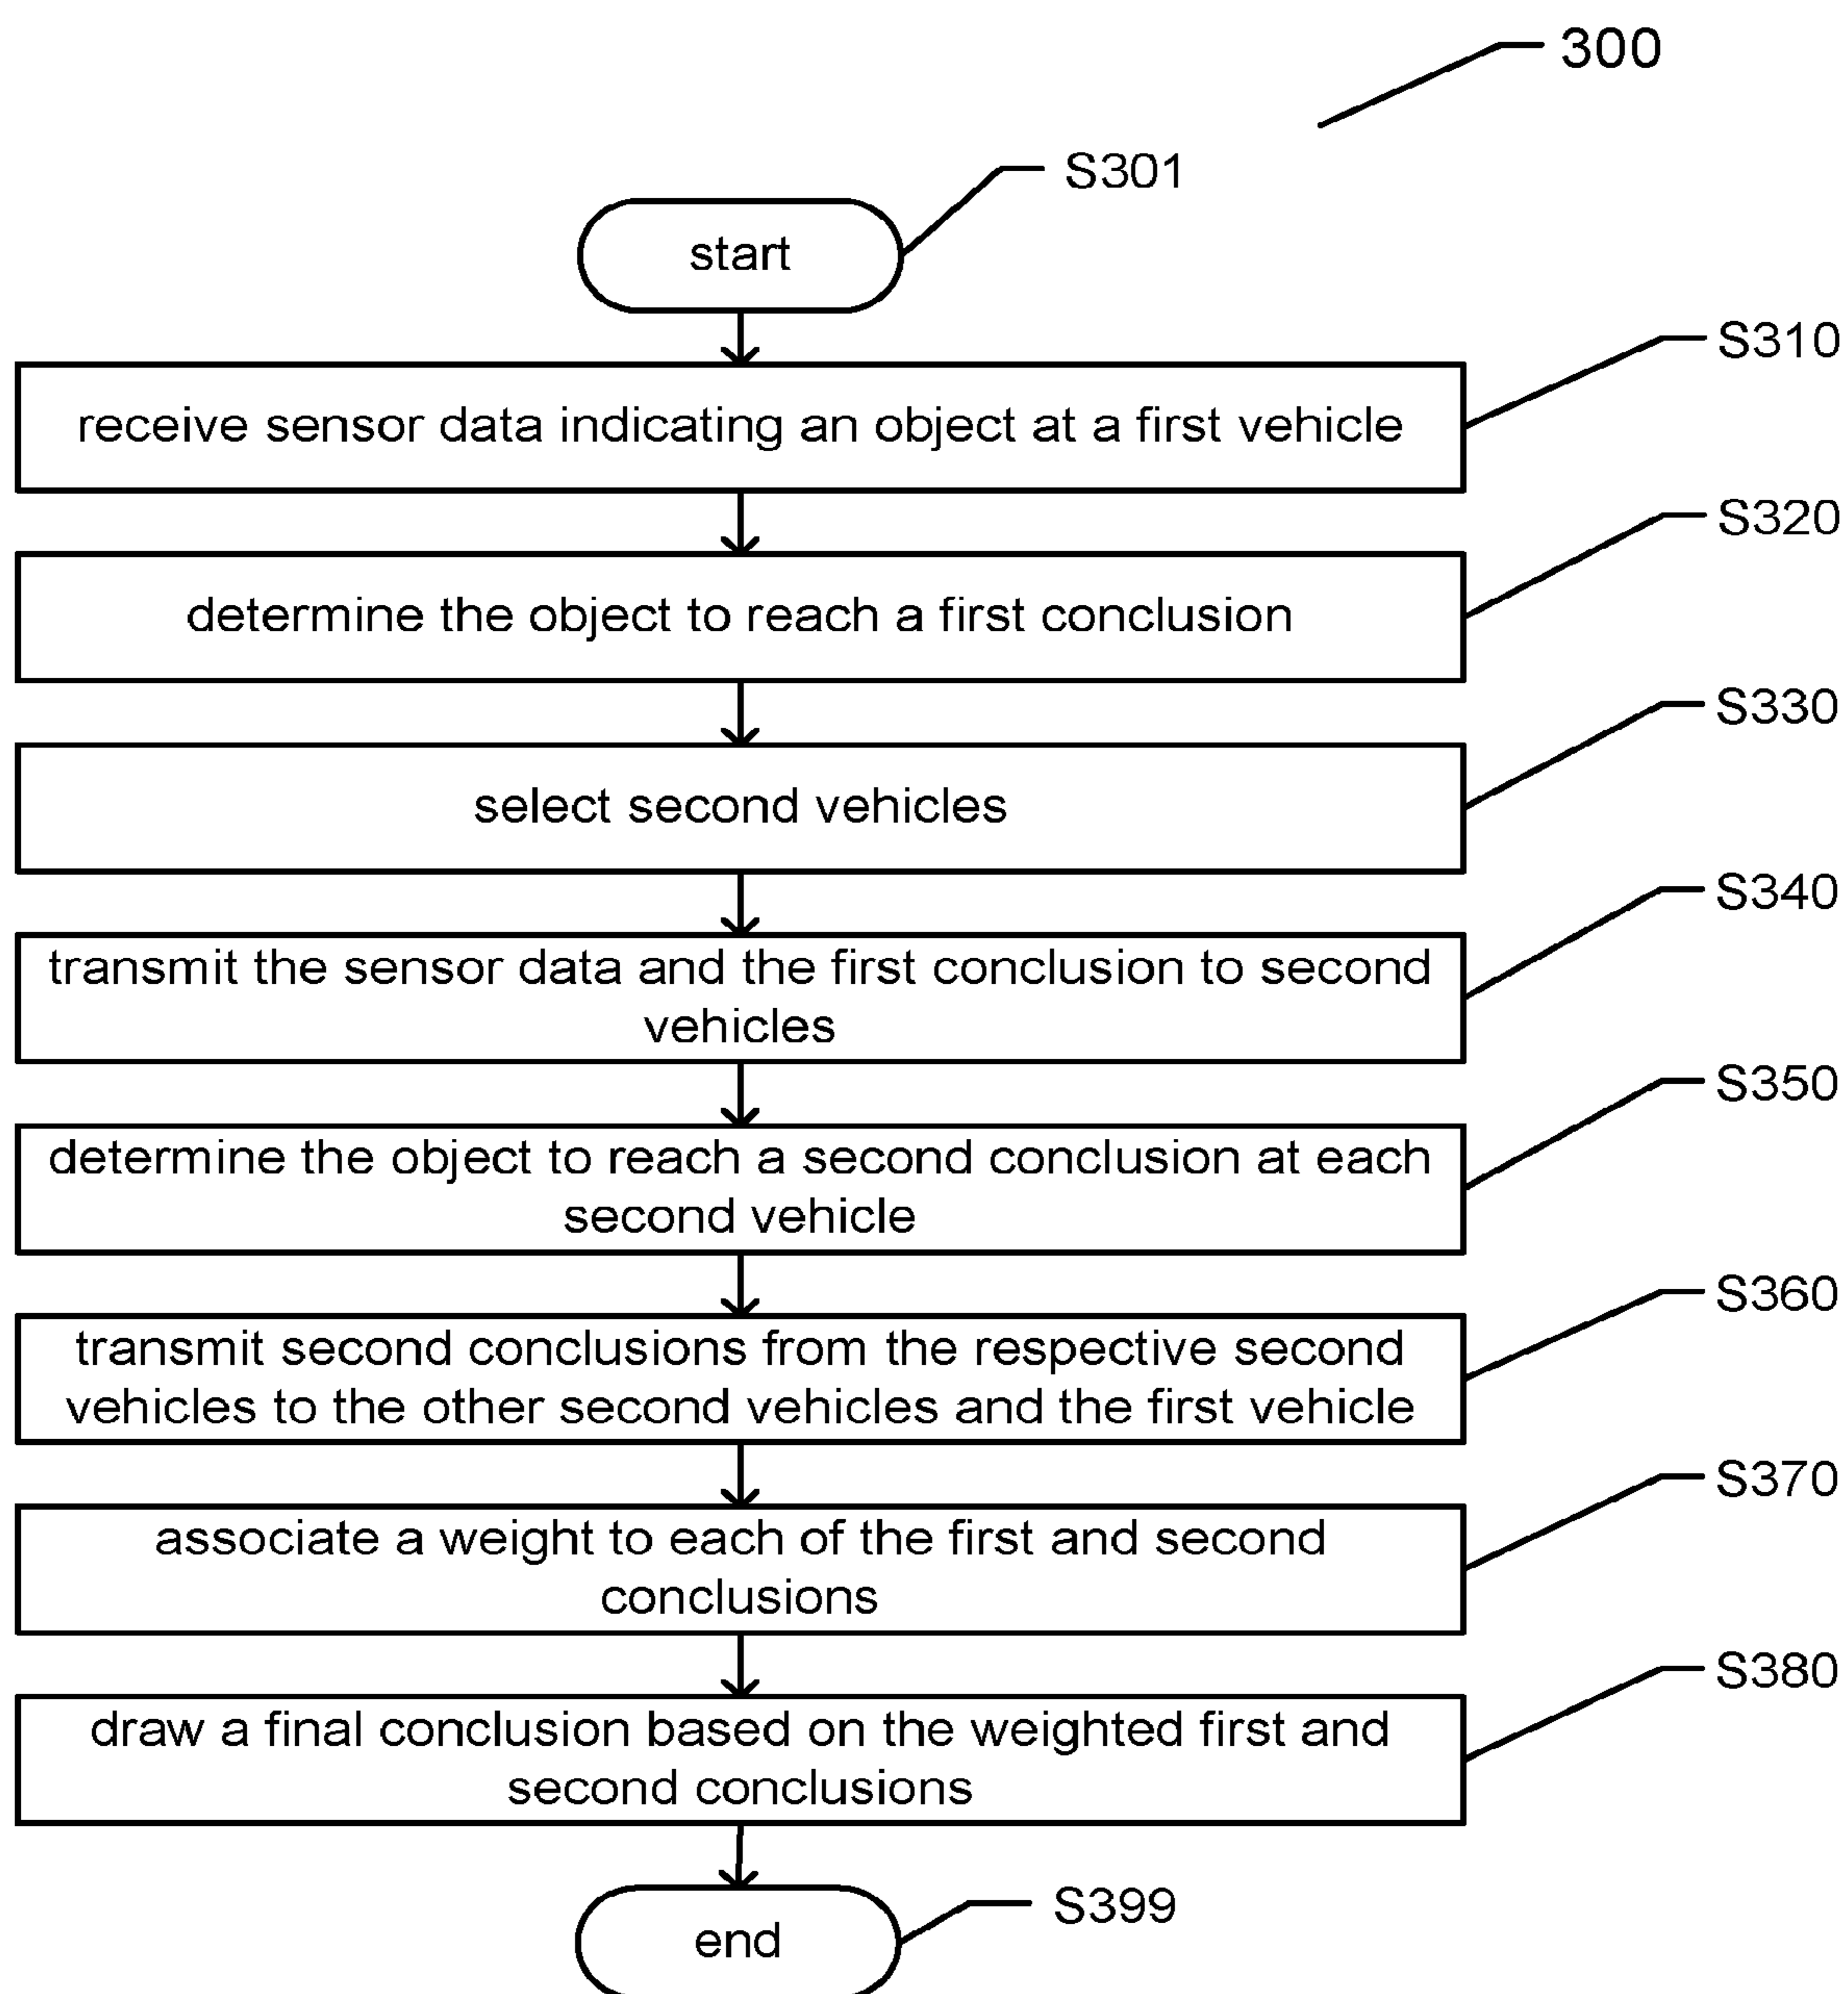 300
S301
start
S310
receive sensor data indicating an object at a first vehicle
S320
determine the object to reach a first conclusion
S330
select second vehicles
S340
transmit the sensor data and the first conclusion to second
vehicles
S350
determine the object to reach a second conclusion at each
second vehicle
S360
transmit second conclusions from the respective second
vehicles to the other second vehicles and the first vehicle
S370
associate a weight to each of the first and second
conclusions
S380
draw a final conclusion based on the weighted first and
second conclusions
S399
end